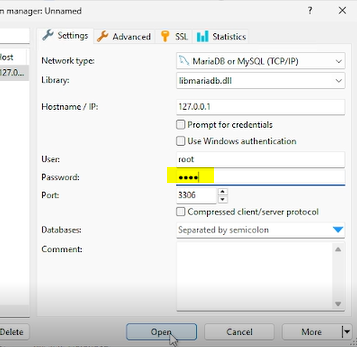 n manager: Unnamed
Host
127.0....
Settings Advanced SSL Statistics
Network type: MariaDB or MySQL (TCP/IP)
Library: libmariadb.dll
Hostname / IP: 127.0.0.1
Prompt for credentials
Use Windows authentication
User: root
Password: ••••
Port: 3306
Compressed client/server protocol
Databases: Separated by semicolon
Comment:
Delete Open Cancel More